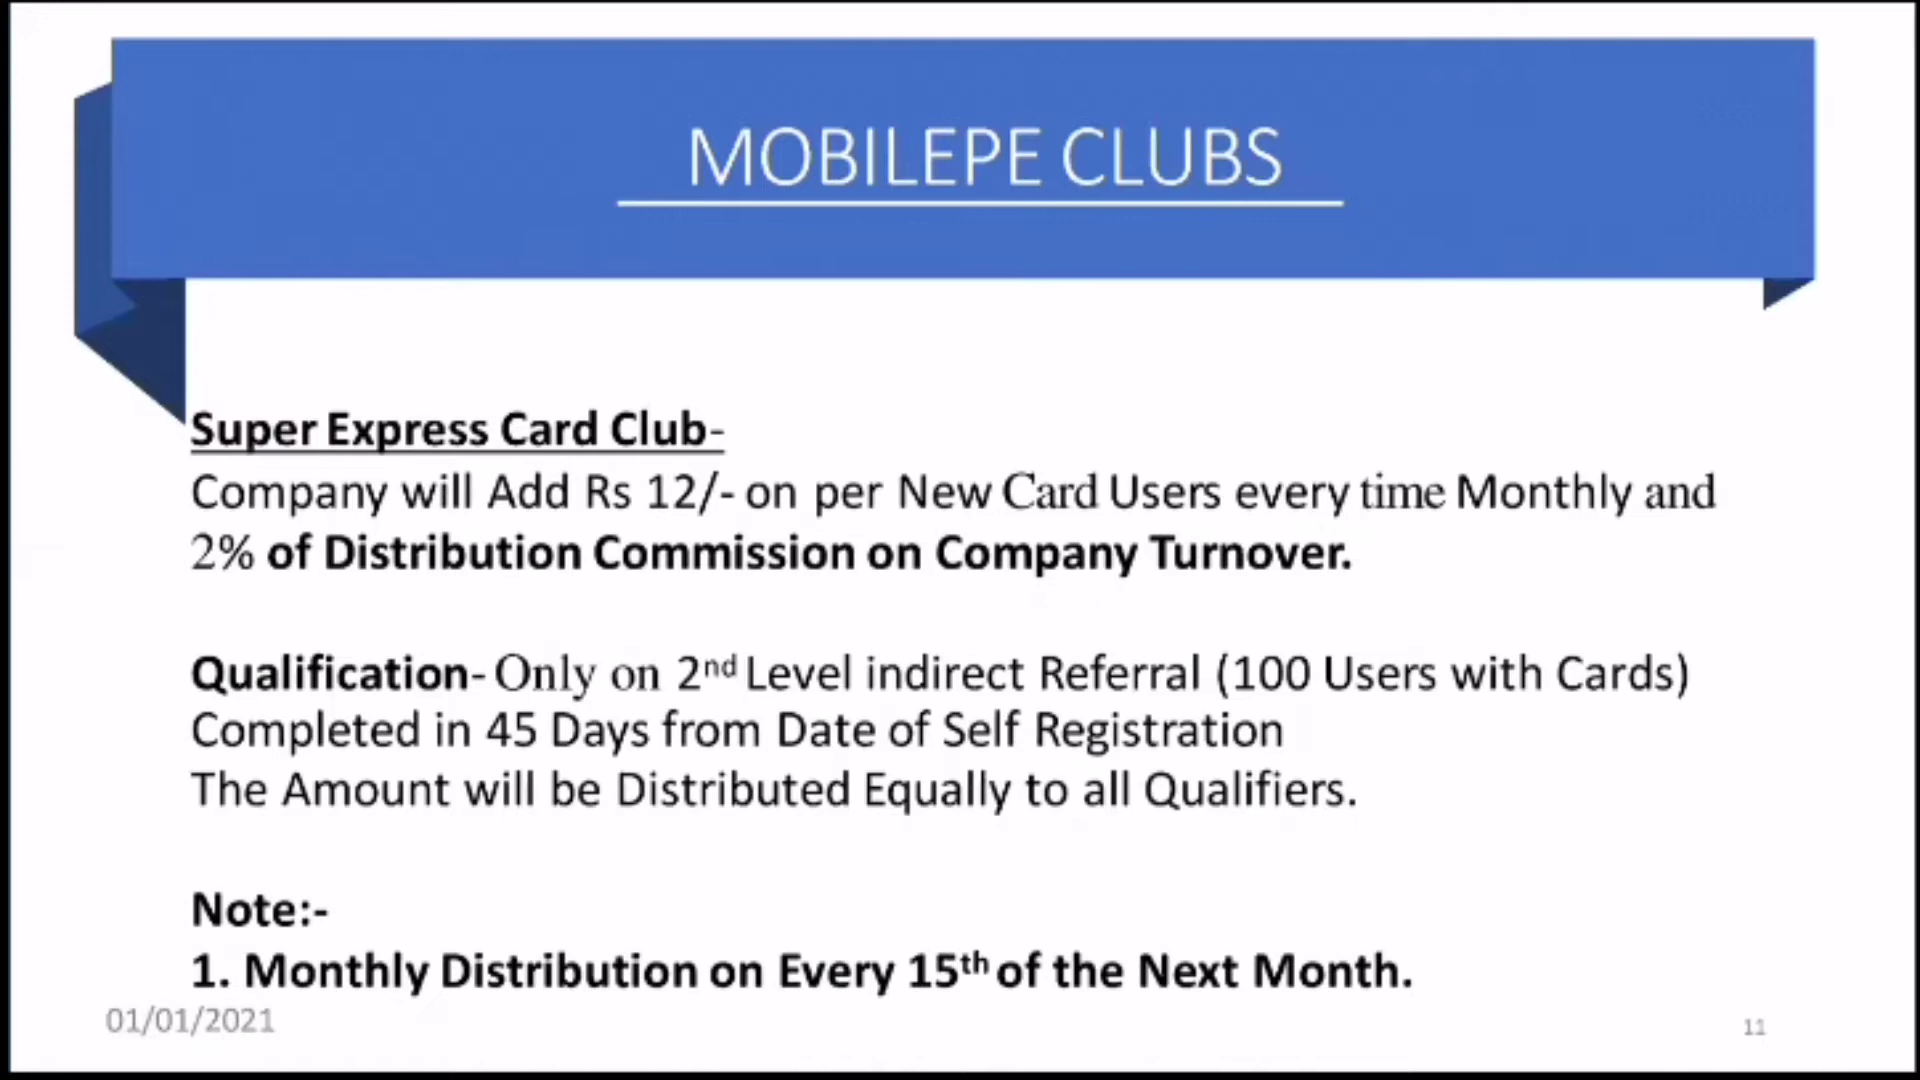 MOBILEPE CLUBS
Super Express Card Club-
Company will Add Rs 12/- on per New Card Users every time Monthly and
2% of Distribution Commission on Company Turnover.
Qualification- Only on 2nd Level indirect Referral (100 Users with Cards)
Completed in 45 Days from Date of Self Registration
The Amount will be Distributed Equally to all Qualifiers.
Note:-
1. Monthly Distribution on Every 15th of the Next Month.
01/01/2021
11